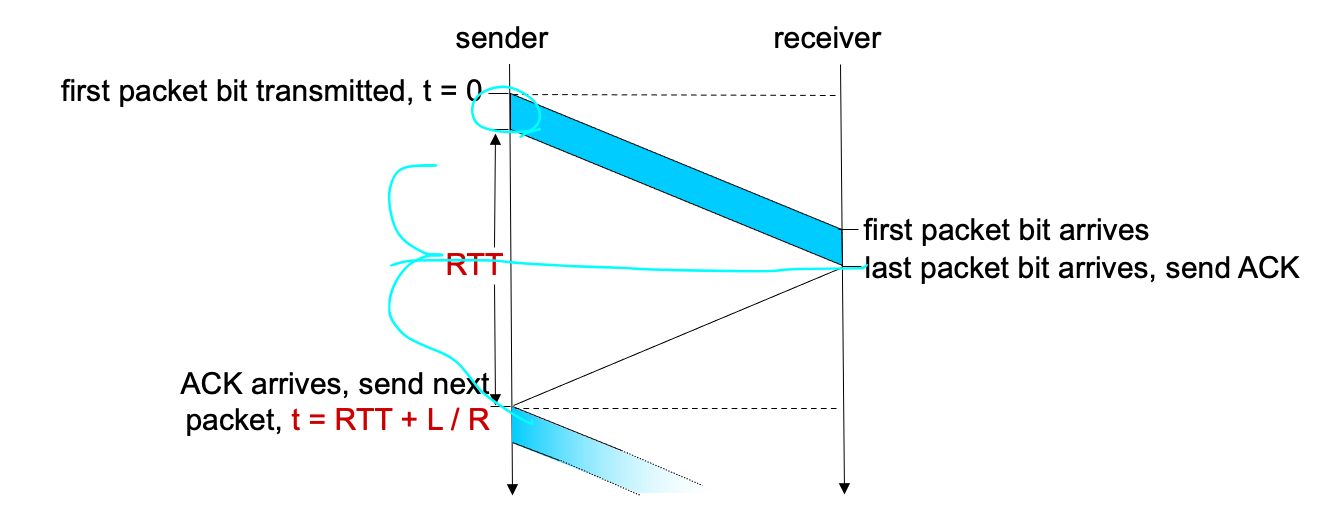 sender
receiver
first packet bit transmitted, t = 0
first packet bit arrives
RTT
last packet bit arrives, send ACK
ACK arrives, send next
packet, t = RTT + L / R